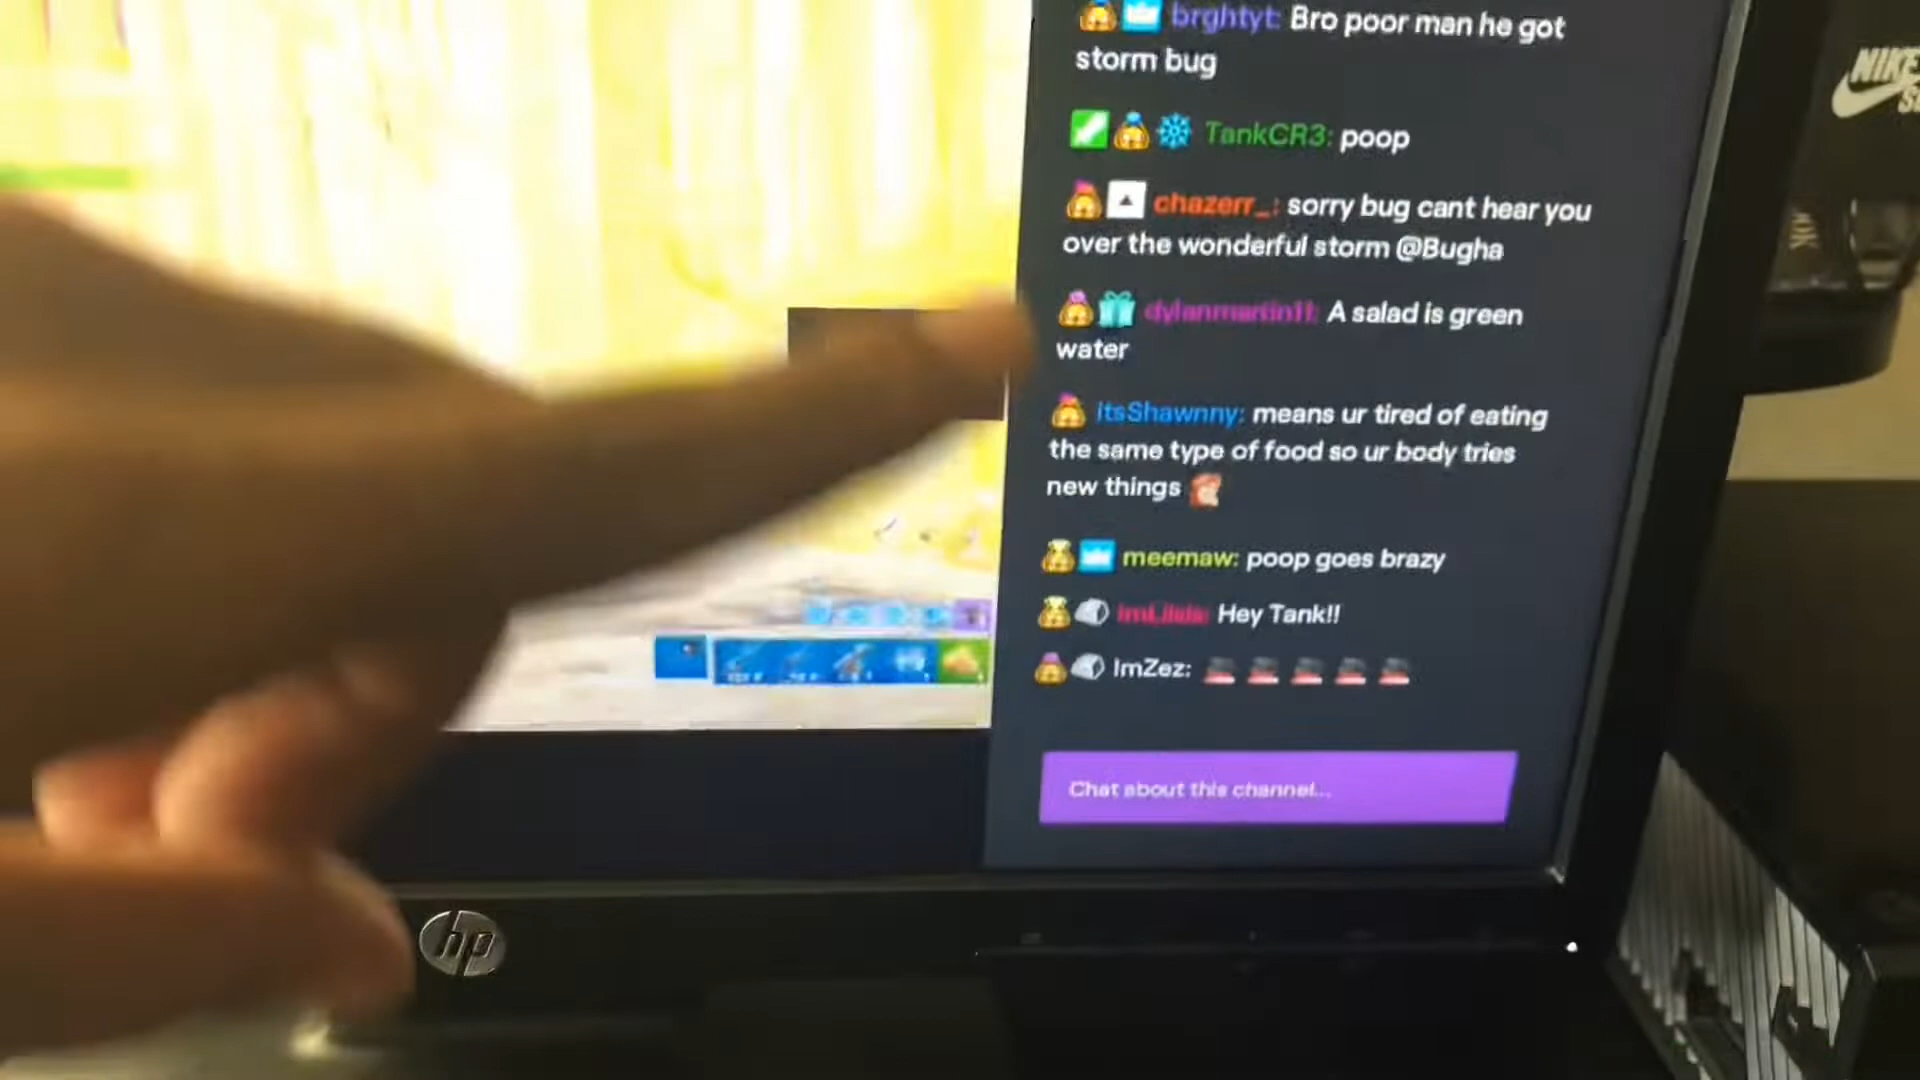 brghtyt: Bro poor man he got
storm bug
TankCR3: poop
chazerr_: sorry bug cant hear you
over the wonderful storm @Bugha
dylanmartin11: A salad is green
water
itsShawnny: means ur tired of eating
the same type of food so ur body tries
new things
meemaw: poop goes brazy
Hey Tank!!
ImZez:
Chat about this channel...
hp
NIKE